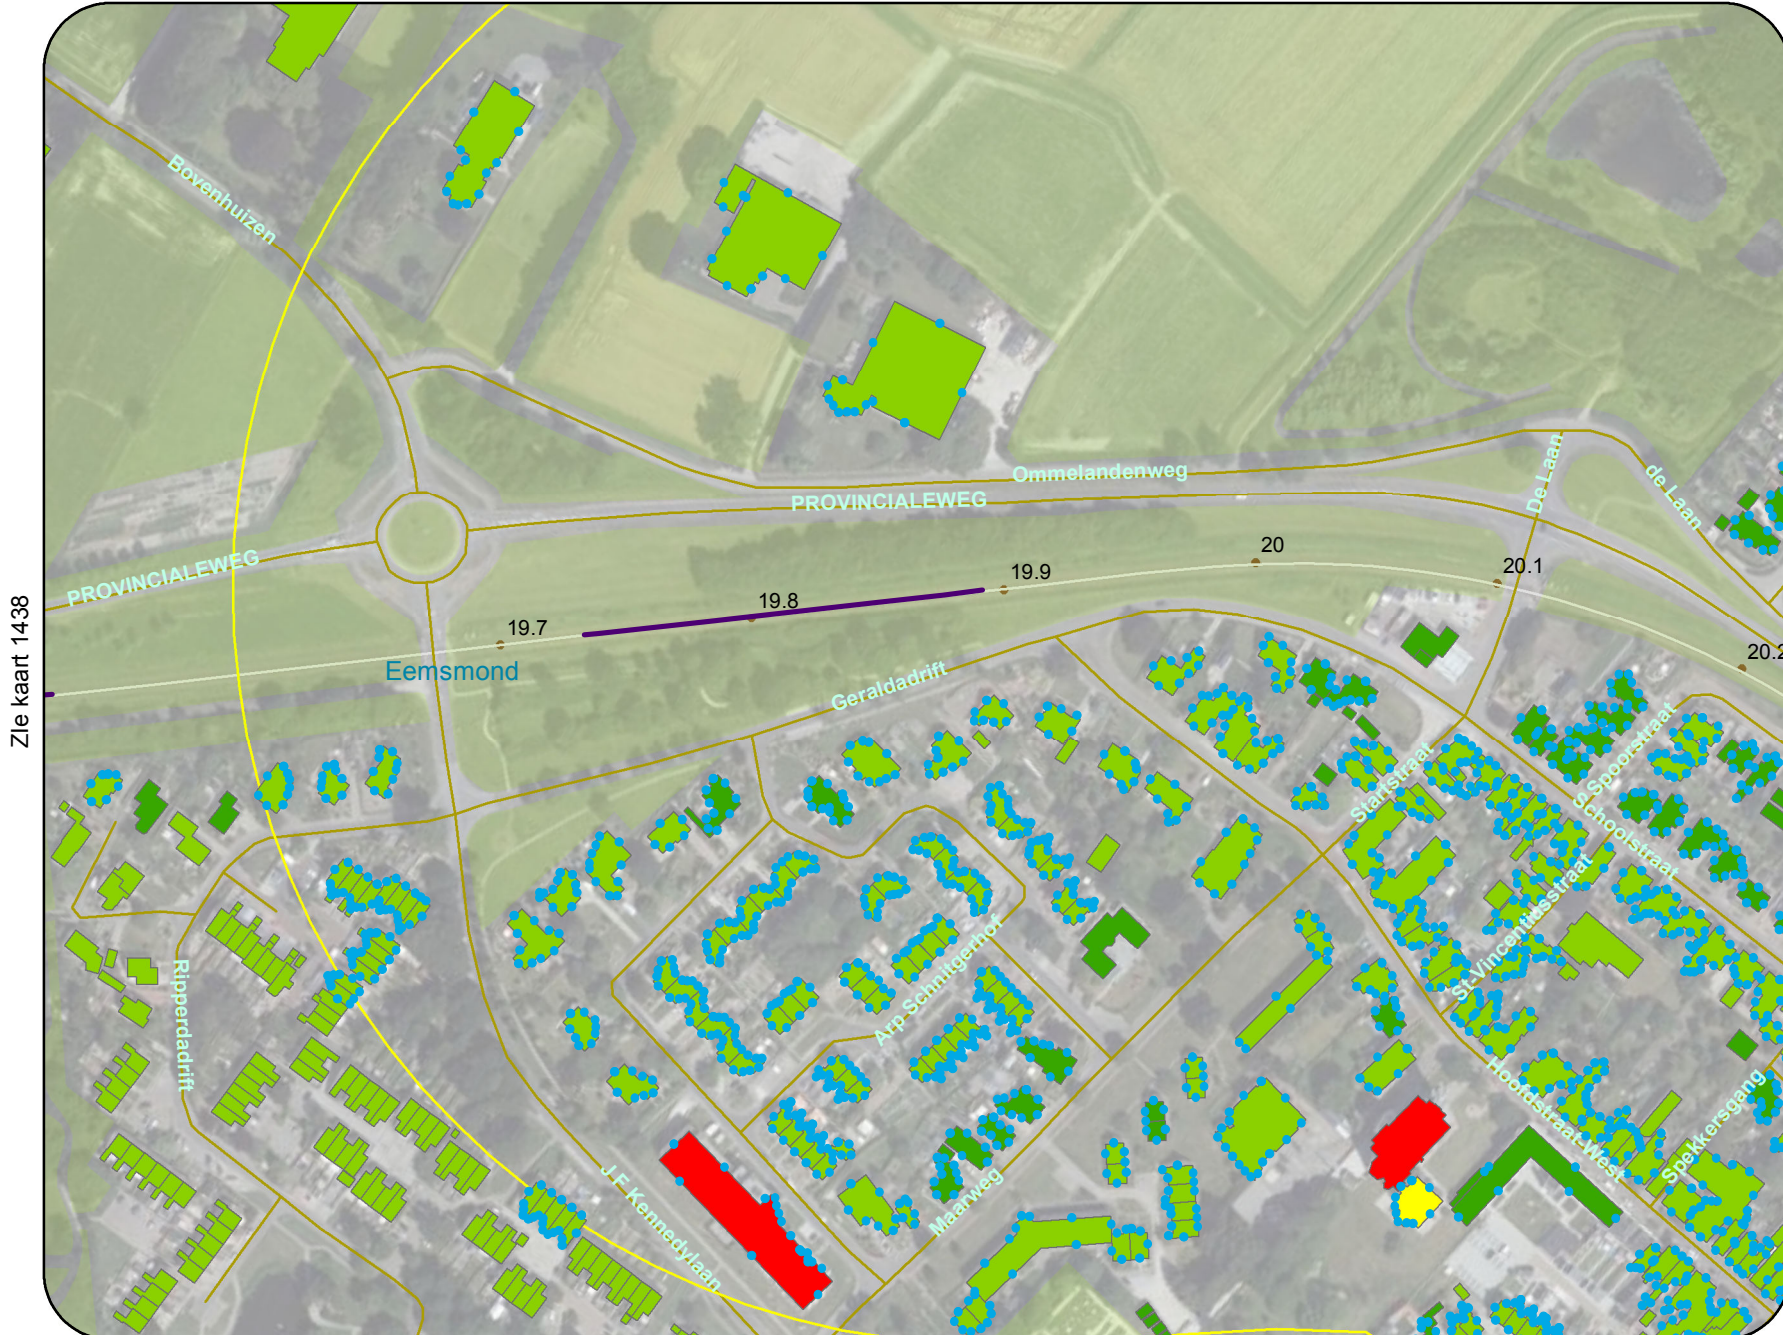 Bovenhuizen
Ommelandenweg
PROVINCIALEWEG
De Laan
de Laan
PROVINCIALEWEG
ZIe kaart 1438
19.7
19.8
19.9
20
20.1
20.2
Eemsmond
Geraldadrift
Startstraat
S Spoorstraat
Schoolstraat
St-Vincentiusstraat
Arp Schnitgerhof
Ripperdadrift
Hoofdstraat-West
Spekkersgang
Maarweg
J F Kennedylaan